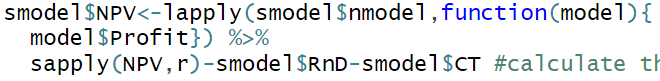 smodel$NPV<-lapply(smodel$nmodel,function(model){
model$Profit}) %>%
sapply(NPV,r)-smodel$RnD-smodel$CT #calculate th